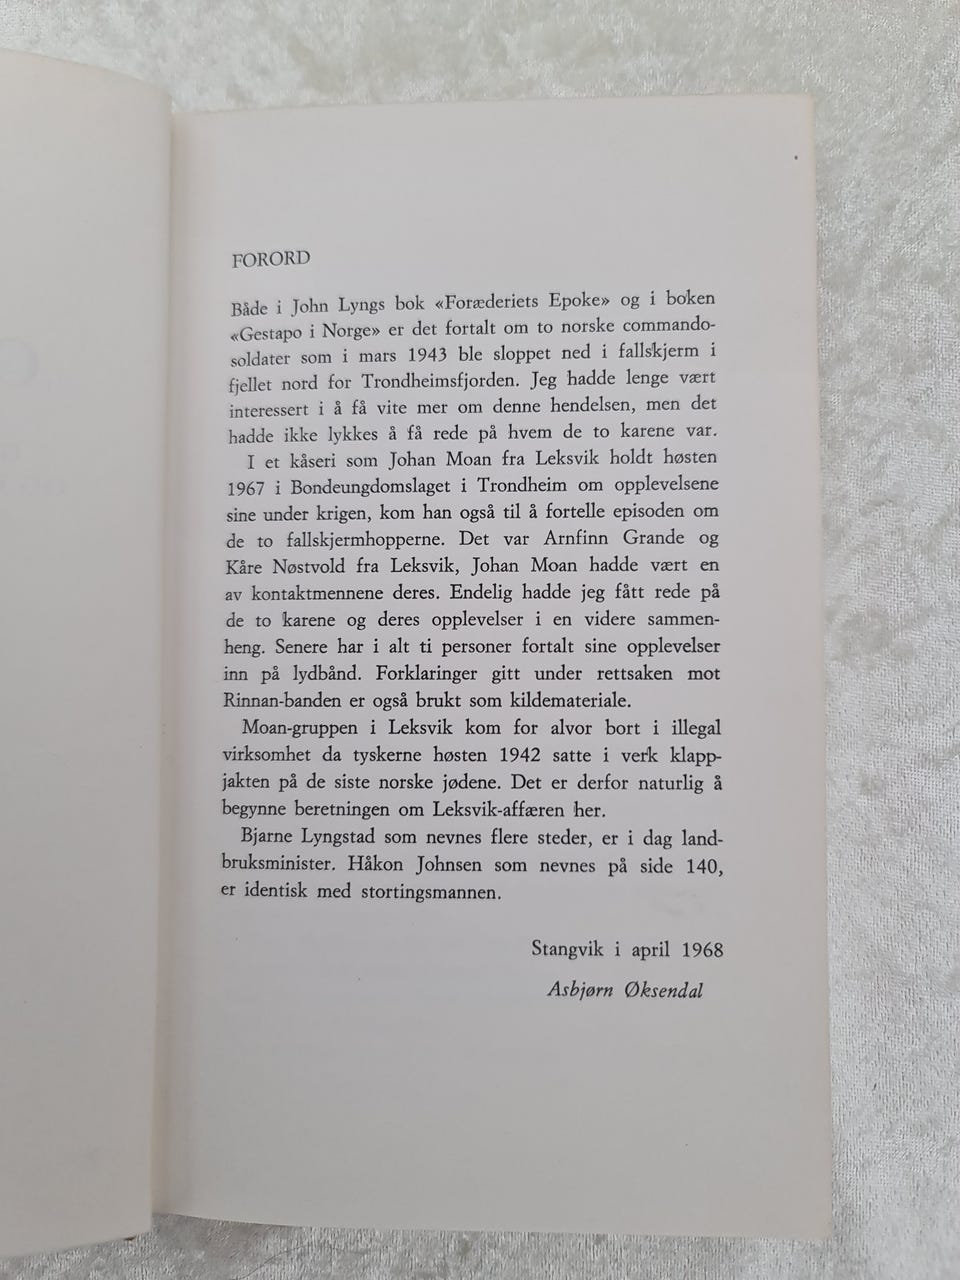 FORORD
Både i John Lyngs bok «Foræderiets Epoke» og i boken
«Gestapo i Norge» er det fortalt om to norske commando-
soldater som i mars 1943 ble sloppet ned i fallskjerm i
fjellet nord for Trondheimsfjorden. Jeg hadde lenge vært
interessert i å få vite mer om denne hendelsen, men det
hadde ikke lykkes å få rede på hvem de to karene var.
I et kåseri som Johan Moan fra Leksvik holdt høsten
1967 i Bondeungdomslaget i Trondheim om opplevelsene
sine under krigen, kom han også til å fortelle episoden om
de to fallskjermhopperne. Det var Arnfinn Grande og
Kåre Nøstvold fra Leksvik, Johan Moan hadde vært en
av kontaktmennene deres. Endelig hadde jeg fått rede på
de to karene og deres opplevelser i en videre sammen-
heng. Senere har i alt ti personer fortalt sine opplevelser
inn på lydbånd. Forklaringer gitt under rettsaken mot
Rinnan-banden er også brukt som kildemateriale.
Moan-gruppen i Leksvik kom for alvor bort i illegal
virksomhet da tyskerne høsten 1942 satte i verk klapp-
jakten på de siste norske jødene. Det er derfor naturlig å
begynne beretningen om Leksvik-affæren her.
Bjarne Lyngstad som nevnes flere steder, er i dag land-
bruksminister. Håkon Johnsen som nevnes på side 140,
er identisk med stortingsmannen.
Stangvik i april 1968
Asbjørn Øksendal